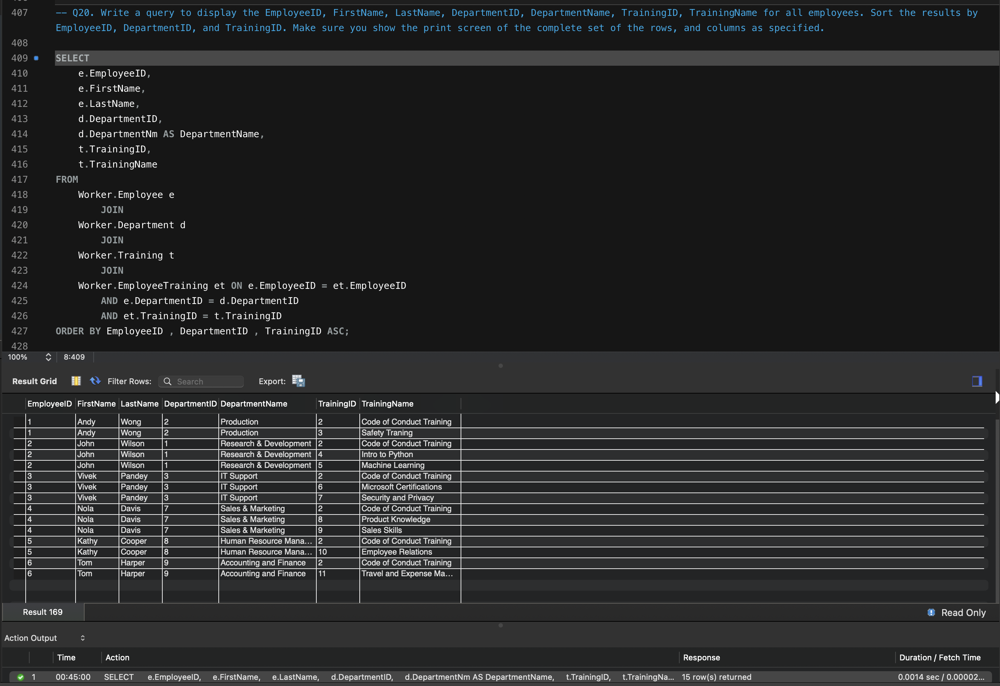 407 -- Q20. Write a query to display the EmployeeID, FirstName, LastName, DepartmentID, DepartmentName, TrainingID, TrainingName for all employees. Sort the results by
EmployeeID, DepartmentID, and TrainingID. Make sure you show the print screen of the complete set of the rows, and columns as specified.
408
409 SELECT
410 e.EmployeeID,
411 e.FirstName,
412 e.LastName,
413 d.DepartmentID,
414 d.DepartmentNm AS DepartmentName,
415 t.TrainingID,
416 t.TrainingName
417 FROM
418 Worker.Employee e
419 JOIN
420 Worker.Department d
421 JOIN
422 Worker.Training t
423 JOIN
424 Worker.EmployeeTraining et ON e.EmployeeID = et.EmployeeID
425 AND e.DepartmentID = d.DepartmentID
426 AND et.TrainingID = t.TrainingID
427 ORDER BY EmployeeID , DepartmentID , TrainingID ASC;
428
100% 8:409
Result Grid Filter Rows: Search Export:
EmployeeID FirstName LastName DepartmentID DepartmentName TrainingID TrainingName
1 Andy Wong 2 Production 2 Code of Conduct Training
1 Andy Wong 2 Production 3 Safety Traning
2 John Wilson 1 Research & Development 2 Code of Conduct Training
2 John Wilson 1 Research & Development 4 Intro to Python
2 John Wilson 1 Research & Development 5 Machine Learning
3 Vivek Pandey 3 IT Support 2 Code of Conduct Training
3 Vivek Pandey 3 IT Support 6 Microsoft Certifications
3 Vivek Pandey 3 IT Support 7 Security and Privacy
4 Nola Davis 7 Sales & Marketing 2 Code of Conduct Training
4 Nola Davis 7 Sales & Marketing 8 Product Knowledge
4 Nola Davis 7 Sales & Marketing 9 Sales Skills
5 Kathy Cooper 8 Human Resource Mana... 2 Code of Conduct Training
5 Kathy Cooper 8 Human Resource Mana... 10 Employee Relations
6 Tom Harper 9 Accounting and Finance 2 Code of Conduct Training
6 Tom Harper 9 Accounting and Finance 11 Travel and Expense Ma...
Result 169 Read Only
Action Output
Time Action Response Duration / Fetch Time
1 00:45:00 SELECT e.EmployeeID, e.FirstName, e.LastName, d.DepartmentID, d.DepartmentNm AS DepartmentName, t.TrainingID, t.TrainingNa... 15 row(s) returned 0.0014 sec / 0.00002...